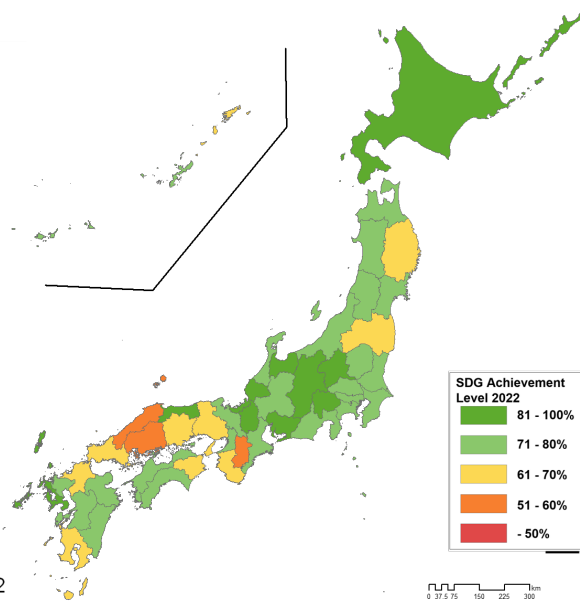 SDG Achievement
Level 2022
81 - 100%
71 - 80%
61 - 70%
51 - 60%
- 50%
2
km
0 37.5 75 150 225 300